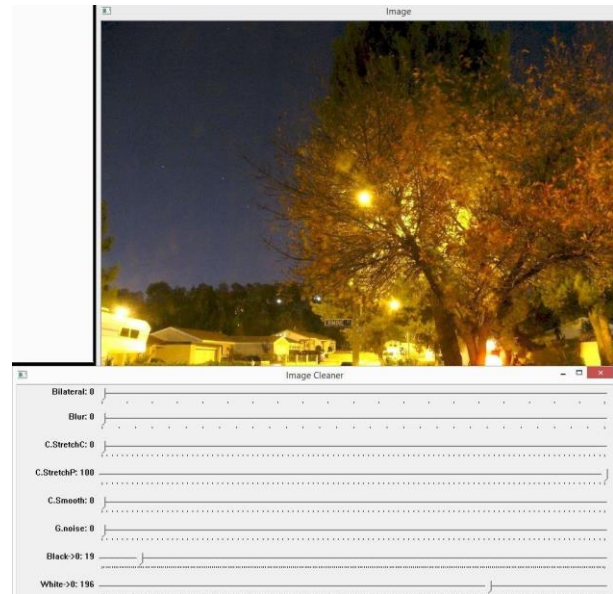 Image
Image Cleaner
Bilateral: 0
Blur: 0
C.StretchC: 0
C.StretchP: 100
C.Smooth: 0
G.noise: 0
Black->0: 19
White->0: 196